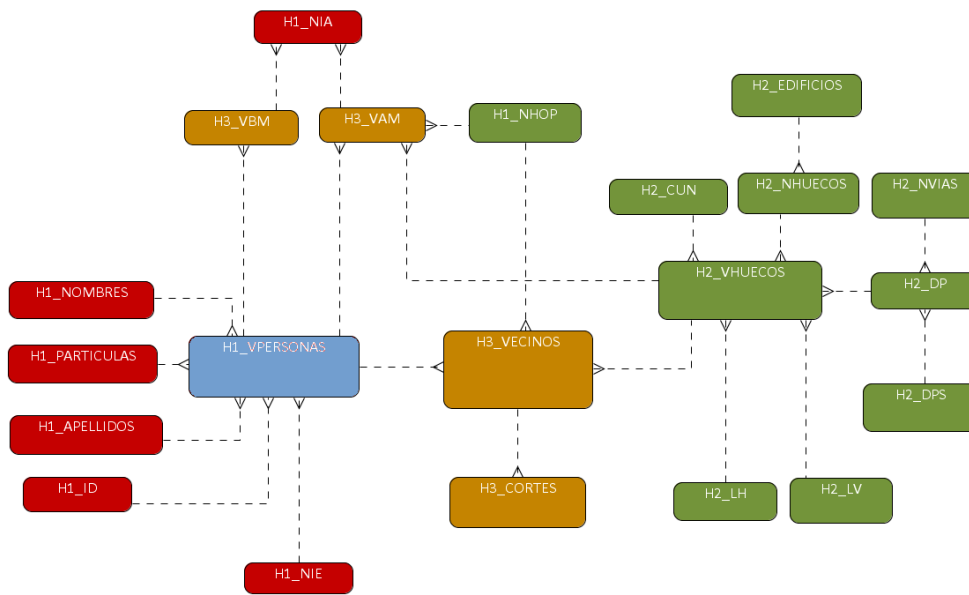 H1_NIA
H2_EDIFICIOS
H3_VBM
H3_VAM
H1_NHOP
H2_CUN
H2_NHUECOS
H2_NVIAS
H2_VHUECOS
H2_DP
H1_NOMBRES
H1_VPERSONAS
H3_VECINOS
H1_PARTICULAS
H2_DPS
H1_APELLIDOS
H1_ID
H3_CORTES
H2_LH
H2_LV
H1_NIE